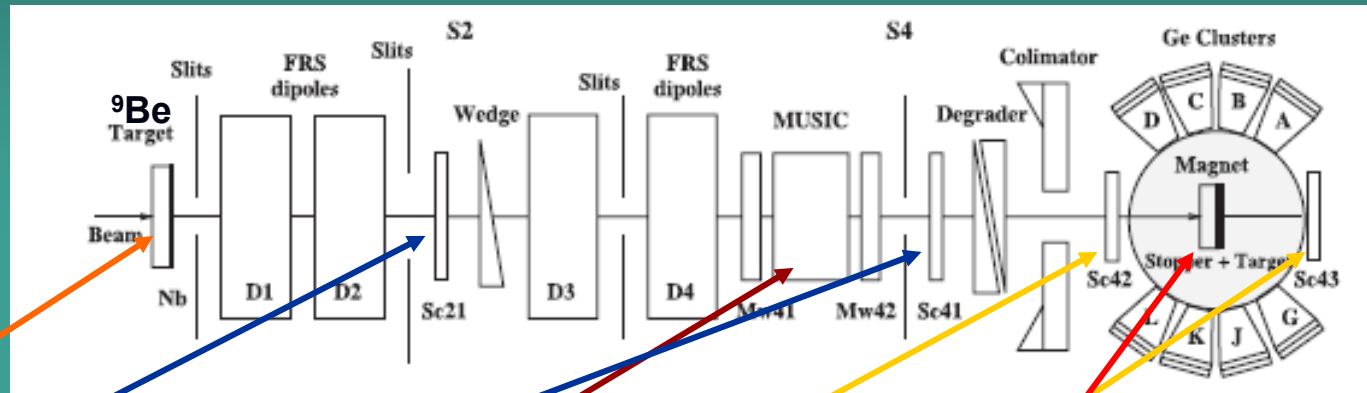 S2
S4
Slits
FRS
dipoles
Slits
Slits
FRS
dipoles
Colimator
Ge Clusters
⁹Be
Target
Wedge
MUSIC
Degrader
D
C
B
A
Magnet
Beam
Nb
D1
D2
Sc21
D3
D4
Mw41
Mw42
Sc41
Sc42
Stopper + Target
Sc43
L
K
J
G